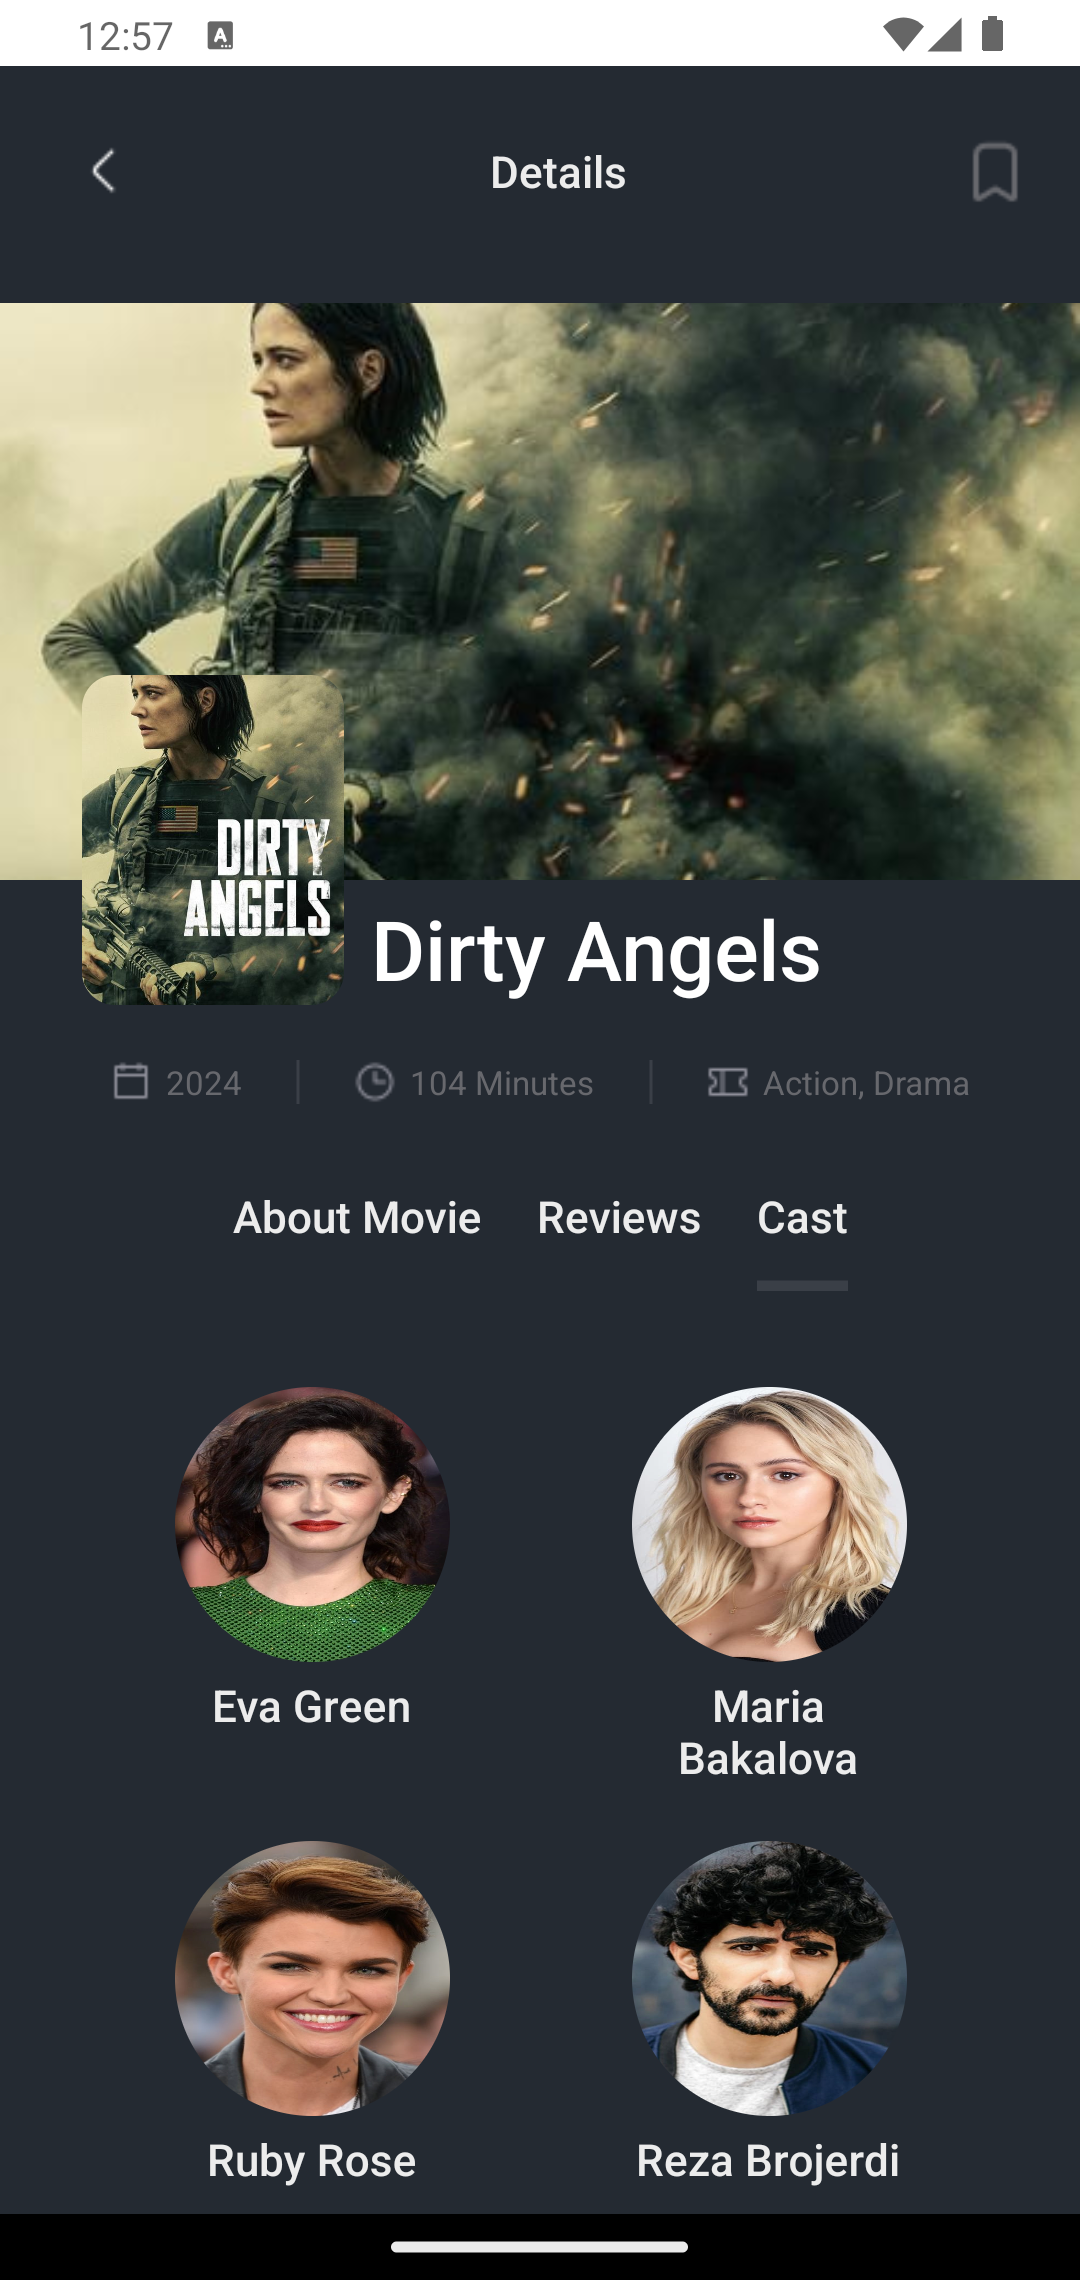 12:57
Details
DIRTY
ANGELS
Dirty Angels
2024
104 Minutes
Action, Drama
About Movie
Reviews
Cast
Eva Green
Maria
Bakalova
Ruby Rose
Reza Brojerdi